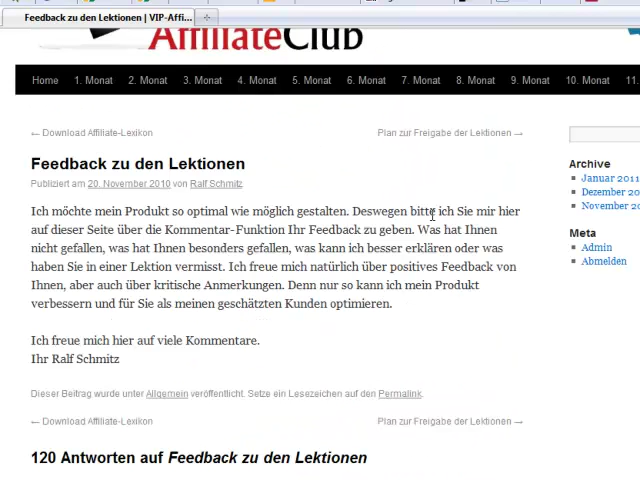 Feedback zu den Lektionen | VIP-Affi...
AffiliateClub
Home 1. Monat 2. Monat 3. Monat 4. Monat 5. Monat 6. Monat 7. Monat 8. Monat 9. Monat 10. Monat 11.
← Download Affiliate-Lexikon Plan zur Freigabe der Lektionen →
Feedback zu den Lektionen
Publiziert am 20. November 2010 von Ralf Schmitz
Ich möchte mein Produkt so optimal wie möglich gestalten. Deswegen bitte ich Sie mir hier
auf dieser Seite über die Kommentar-Funktion Ihr Feedback zu geben. Was hat Ihnen
nicht gefallen, was hat Ihnen besonders gefallen, was kann ich besser erklären oder was
haben Sie in einer Lektion vermisst. Ich freue mich natürlich über positives Feedback von
Ihnen, aber auch über kritische Anmerkungen. Denn nur so kann ich mein Produkt
verbessern und für Sie als meinen geschätzten Kunden optimieren.
Ich freue mich hier auf viele Kommentare.
Ihr Ralf Schmitz
Dieser Beitrag wurde unter Allgemein veröffentlicht. Setze ein Lesezeichen auf den Permalink.
← Download Affiliate-Lexikon Plan zur Freigabe der Lektionen →
120 Antworten auf Feedback zu den Lektionen
Archive
Januar 2011
Dezember 20
November 20
Meta
Admin
Abmelden